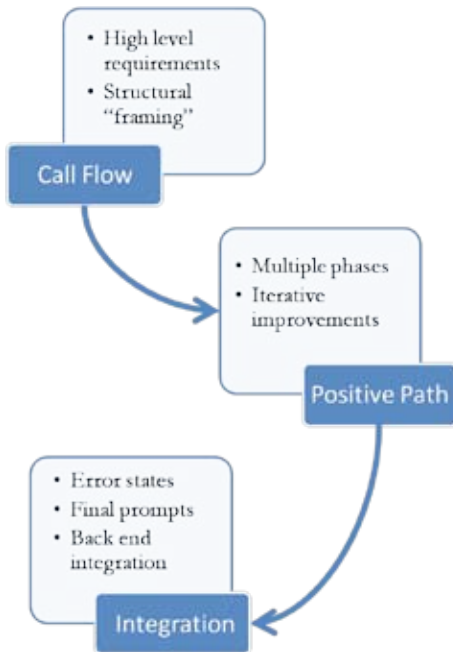 • High level
requirements
• Structural
“framing”
Call Flow
• Multiple phases
• Iterative
improvements
Positive Path
• Error states
• Final prompts
• Back end
integration
Integration